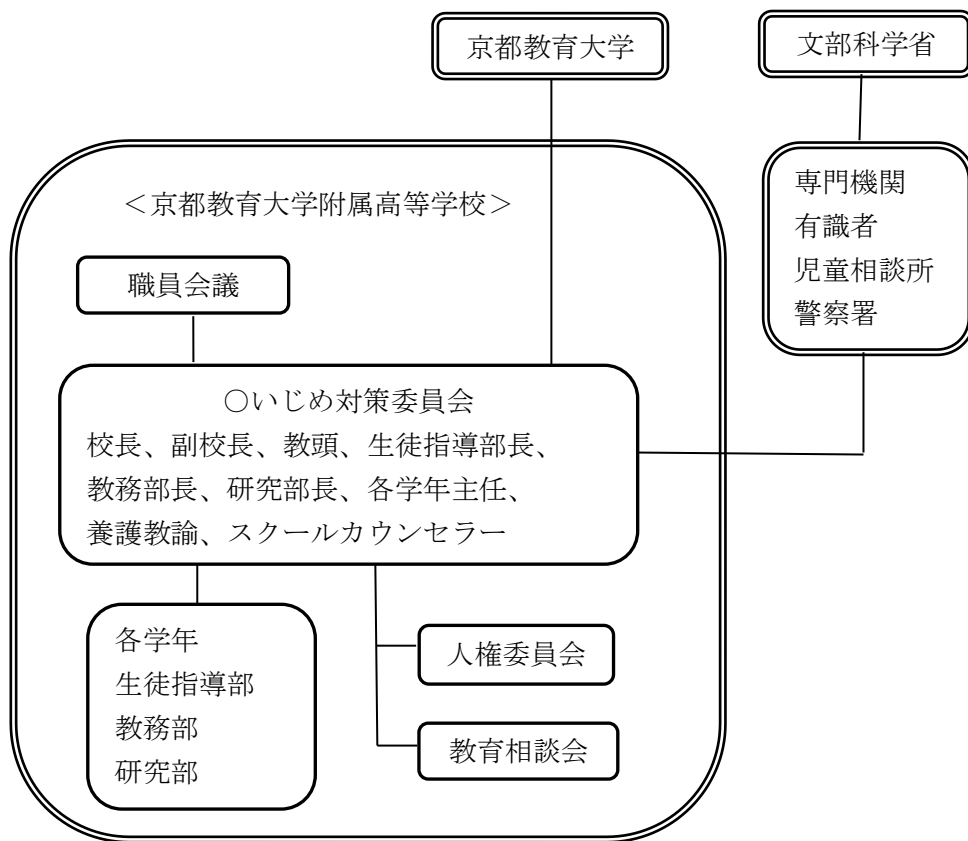 京都教育大学
文部科学省
専門機関
有識者
児童相談所
警察署
＜京都教育大学附属高等学校＞
職員会議
○いじめ対策委員会
校長、副校長、教頭、生徒指導部長、
教務部長、研究部長、各学年主任、
養護教諭、スクールカウンセラー
各学年
生徒指導部
教務部
研究部
人権委員会
教育相談会